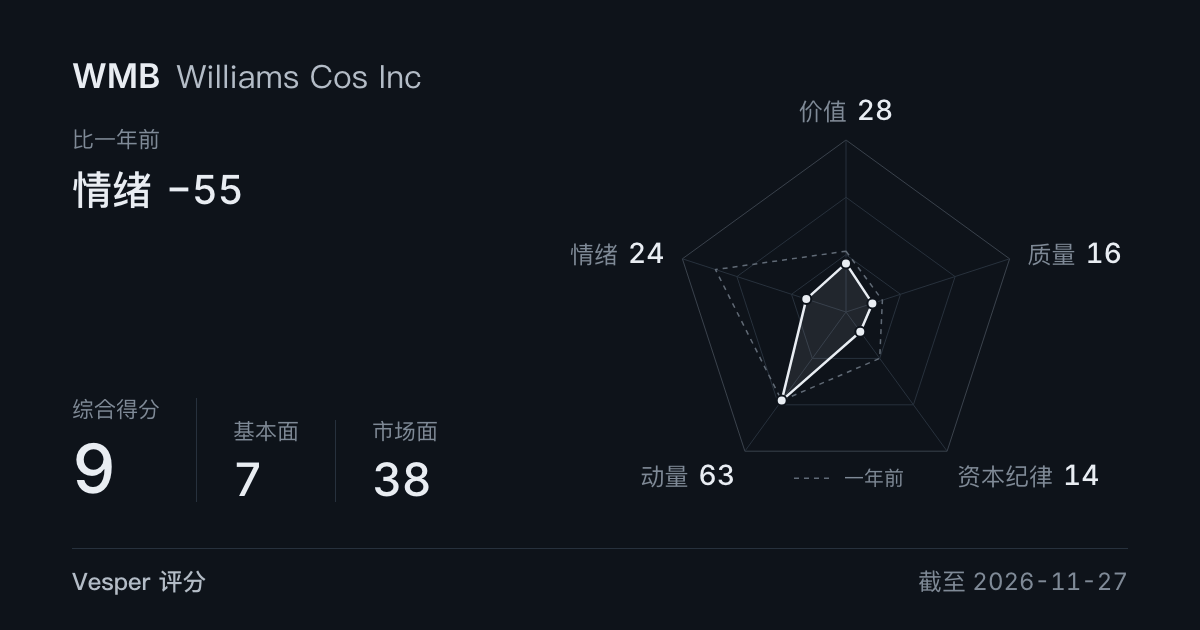 WMB Williams Cos Inc
比一年前
情绪 −55
价值 28
情绪 24
质量 16
动量 63
一年前
资本纪律 14
综合得分
9
基本面
7
市场面
38
Vesper 评分
截至 2026-11-27